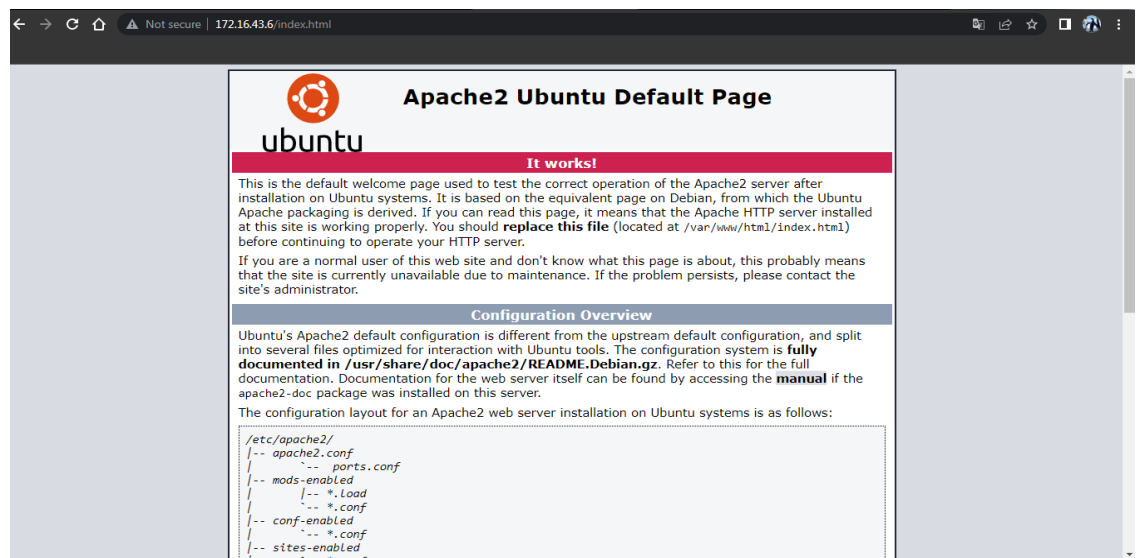 Not secure | 172.16.43.6/index.html
ubuntu
Apache2 Ubuntu Default Page
It works!
This is the default welcome page used to test the correct operation of the Apache2 server after
installation on Ubuntu systems. It is based on the equivalent page on Debian, from which the Ubuntu
Apache packaging is derived. If you can read this page, it means that the Apache HTTP server installed
at this site is working properly. You should replace this file (located at /var/www/html/index.html)
before continuing to operate your HTTP server.
If you are a normal user of this web site and don't know what this page is about, this probably means
that the site is currently unavailable due to maintenance. If the problem persists, please contact the
site's administrator.
Configuration Overview
Ubuntu's Apache2 default configuration is different from the upstream default configuration, and split
into several files optimized for interaction with Ubuntu tools. The configuration system is fully
documented in /usr/share/doc/apache2/README.Debian.gz. Refer to this for the full
documentation. Documentation for the web server itself can be found by accessing the manual if the
apache2-doc package was installed on this server.
The configuration layout for an Apache2 web server installation on Ubuntu systems is as follows:
/etc/apache2/
|-- apache2.conf
|       `--  ports.conf
|-- mods-enabled
|       |-- *.load
|       `-- *.conf
|-- conf-enabled
|       `-- *.conf
|-- sites-enabled